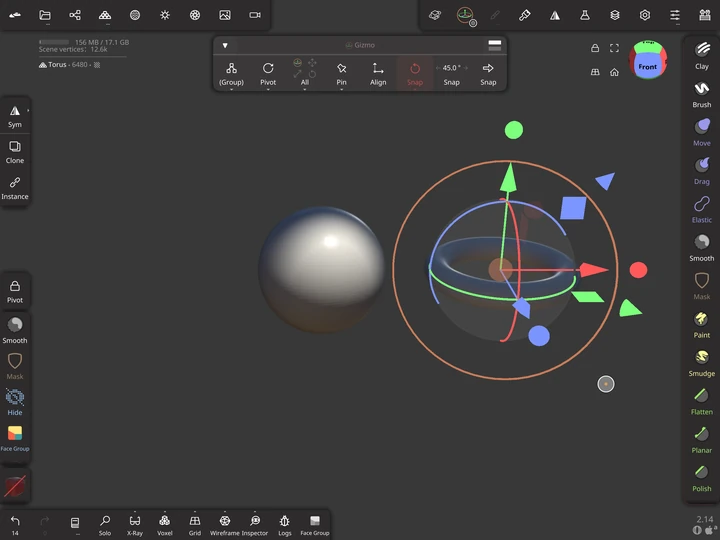 156 MB / 17.1 GB
Scene vertices: 12.6k
Torus - 6480 -
Gizmo
(Group)
Pivot
All
Pin
Align
Snap
45.0 °
Snap
Snap
Front
Sym
Clone
Instance
Pivot
Smooth
Mask
Hide
Face Group
Clay
Brush
Move
Drag
Elastic
Smooth
Mask
Paint
Smudge
Flatten
Planar
Polish
14
...
Solo
X-Ray
Voxel
Grid
Wireframe
Inspector
Logs
Face Group
2.14